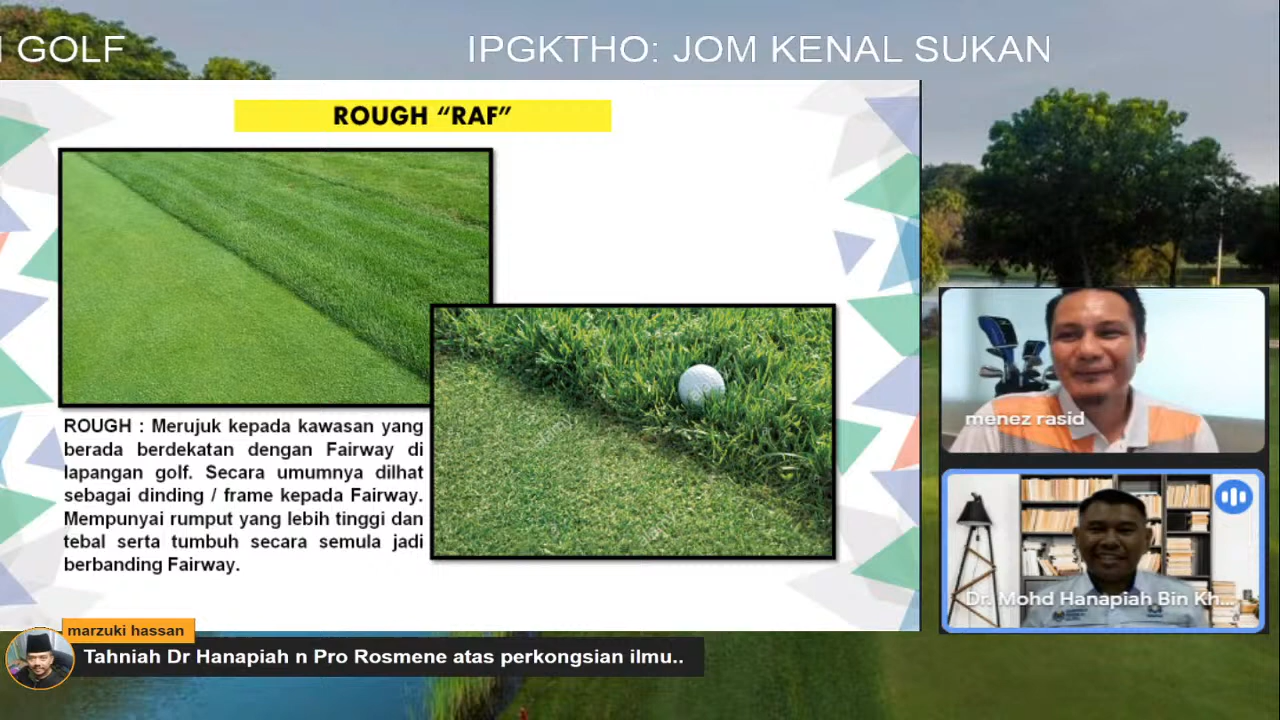 GOLF
IPGKTHO: JOM KENAL SUKAN
ROUGH “RAF”
ROUGH : Merujuk kepada kawasan yang
berada berdekatan dengan Fairway di
lapangan golf. Secara umumnya dilhat
sebagai dinding / frame kepada Fairway.
Mempunyai rumput yang lebih tinggi dan
tebal serta tumbuh secara semula jadi
berbanding Fairway.
menez rasid
Dr. Mohd Hanapiah Bin Kh...
marzuki hassan
Tahniah Dr Hanapiah n Pro Rosmene atas perkongsian ilmu..